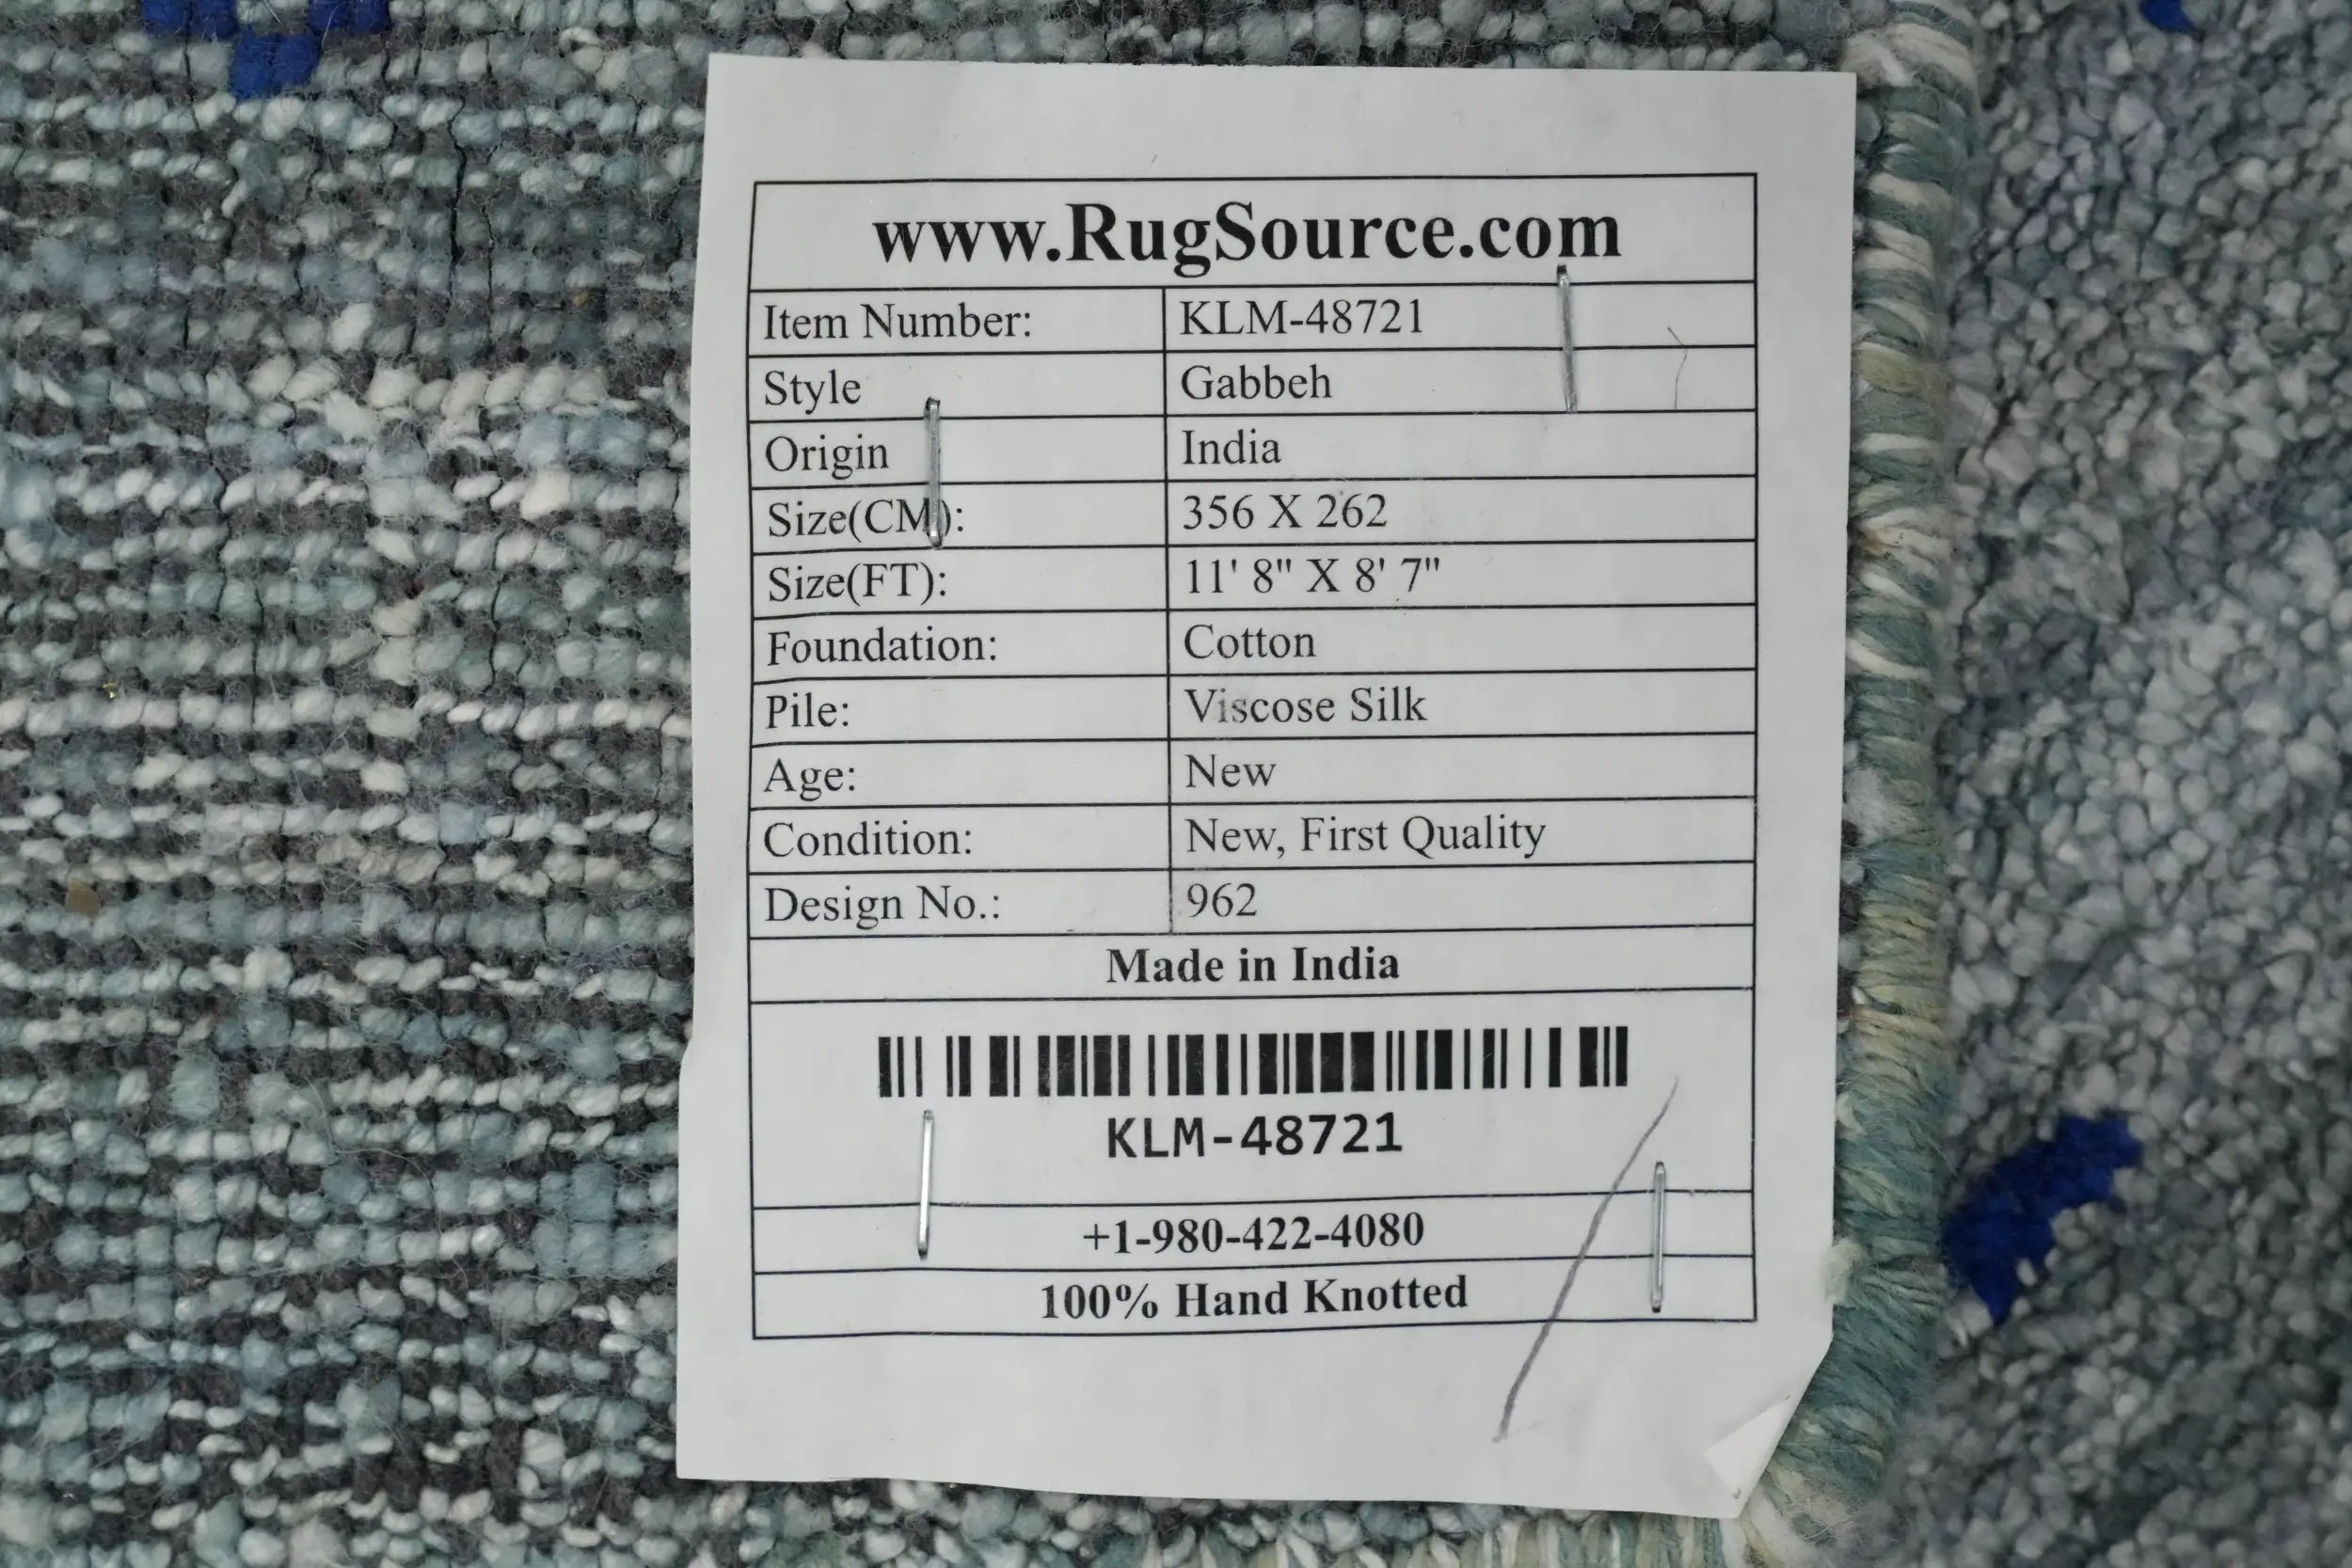 www.RugSource.com
Item Number: KLM-48721
Style Gabbeh
Origin India
Size(CM): 356 X 262
Size(FT): 11' 8" X 8' 7"
Foundation: Cotton
Pile: Viscose Silk
Age: New
Condition: New, First Quality
Design No.: 962
Made in India
KLM-48721
+1-980-422-4080
100% Hand Knotted